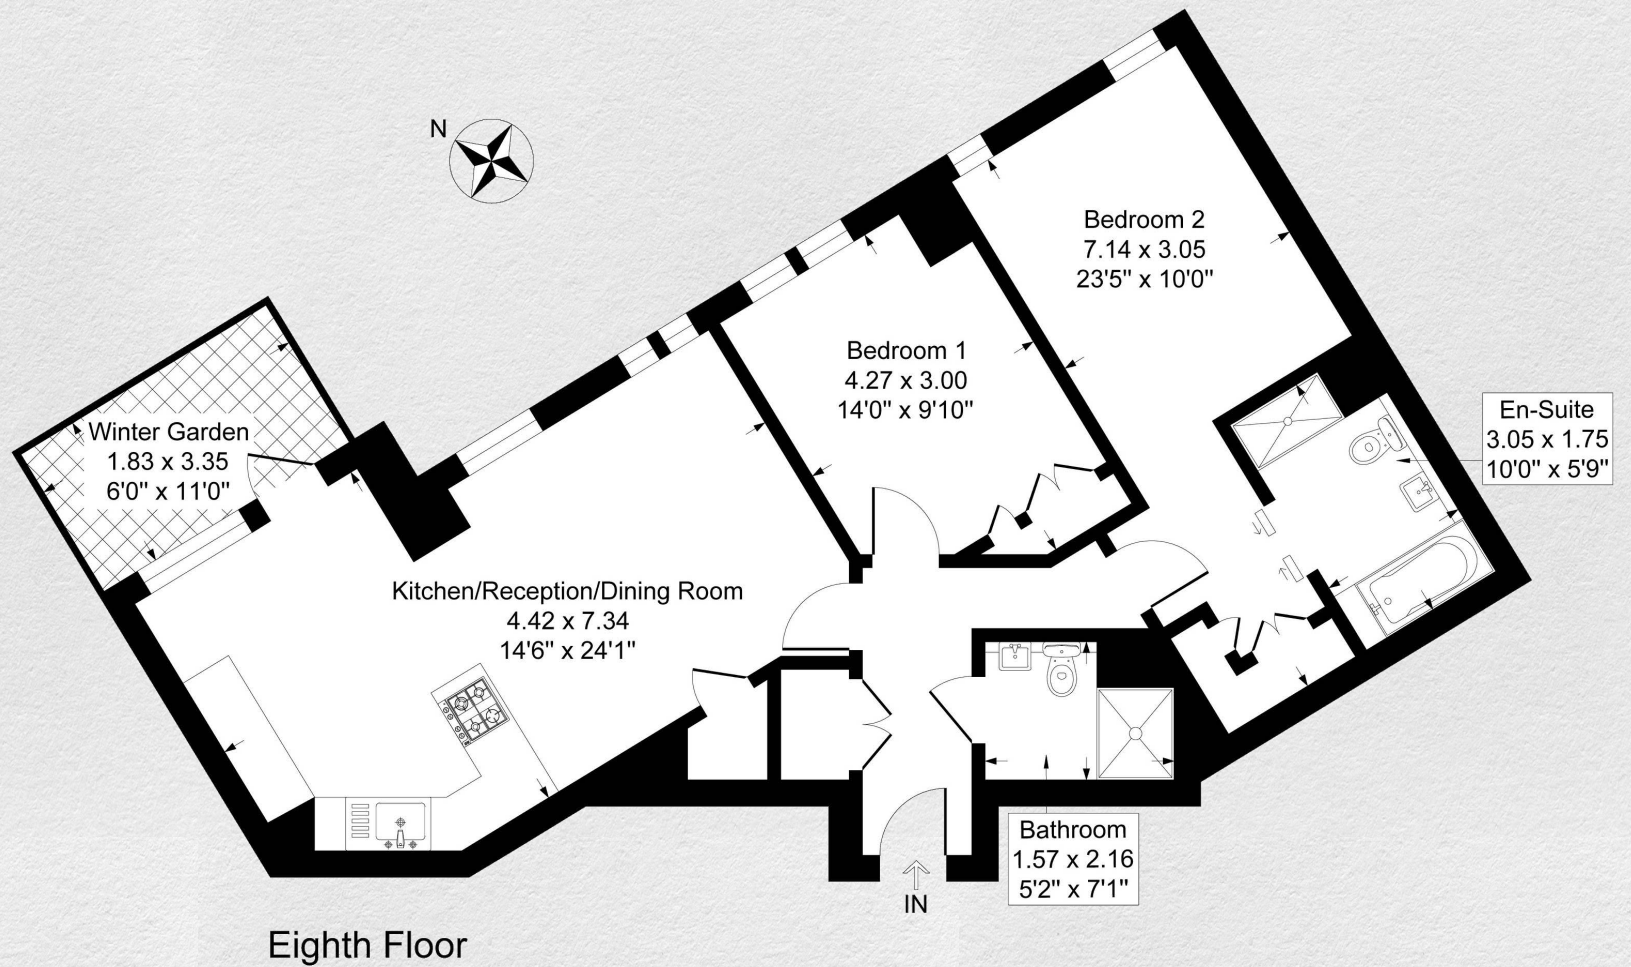 N
Bedroom 2
7.14 x 3.05
23'5" x 10'0"
Bedroom 1
4.27 x 3.00
14'0" x 9'10"
En-Suite
3.05 x 1.75
10'0" x 5'9"
Winter Garden
1.83 x 3.35
6'0" x 11'0"
Kitchen/Reception/Dining Room
4.42 x 7.34
14'6" x 24'1"
Bathroom
1.57 x 2.16
5'2" x 7'1"
IN
Eighth Floor